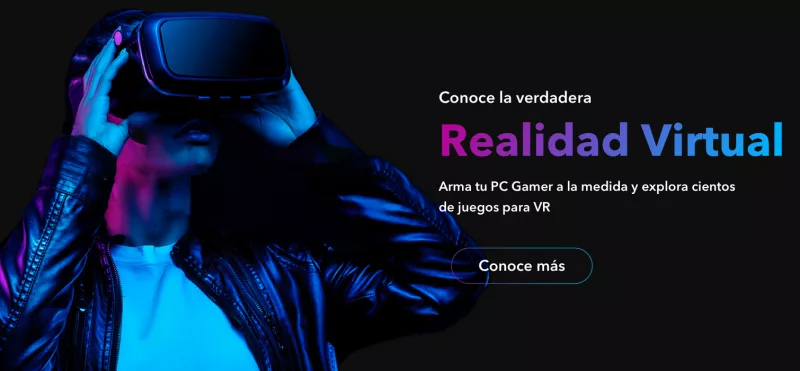 Conoce la verdadera
Realidad Virtual
Arma tu PC Gamer a la medida y explora cientos
de juegos para VR
Conoce más